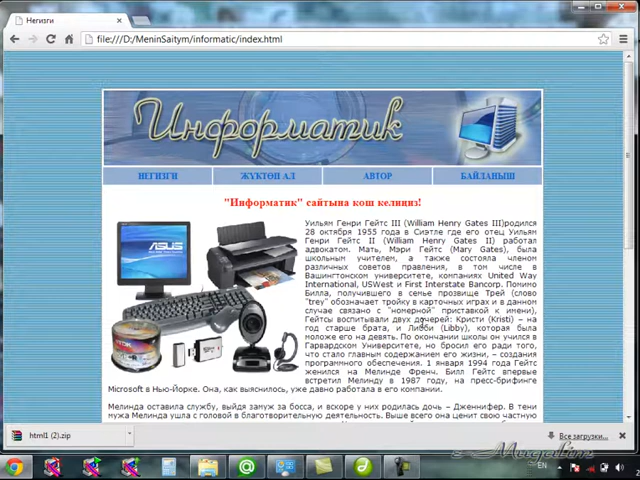 Негизги
file:///D:/MeninSaitym/informatic/index.html
Информатик
НЕГИЗГИ ЖҮКТӨП АЛ АВТОР БАЙЛАНЫШ
"Информатик" сайтына кош келиңиз!
Уильям Генри Гейтс III (William Henry Gates III)родился
28 октября 1955 года в Сиэтле где его отец Уильям
Генри Гейтс II (William Henry Gates II) работал
адвокатом. Мать, Мэри Гейтс (Mary Gates), была
школьным учителем, а также состояла членом
различных советов правления, в том числе в
Вашингтонском университете, компаниях United Way
International, USWest и First Interstate Bancorp. Помимо
Билла, получившего в семье прозвище Трей (слово
"trey" обозначает тройку в карточных играх и в данном
случае связано с "номерной" приставкой к имени),
Гейтсы воспитывали двух дочерей: Кристи (Kristi) – на
год старше брата, и Либби (Libby), которая была
моложе его на девять. По окончании школы он учился в
Гарвардском Университете, но бросил его ради того,
что стало главным содержанием его жизни, – создания
программного обеспечения. 1 января 1994 года Гейтс
женился на Мелинде Френч. Билл Гейтс впервые
встретил Мелинду в 1987 году, на пресс-брифинге
Microsoft в Нью-Йорке. Она, как выяснилось, уже давно работала в его компании.
Мелинда оставила службу, выйдя замуж за босса, и вскоре у них родилась дочь – Дженнифер. В тени
мужа Мелинда ушла с головой в благотворительную деятельность. Выше всего она ценит свою частную
ASUS
html1 (2).zip
Все загрузки...
Mugalim
EN